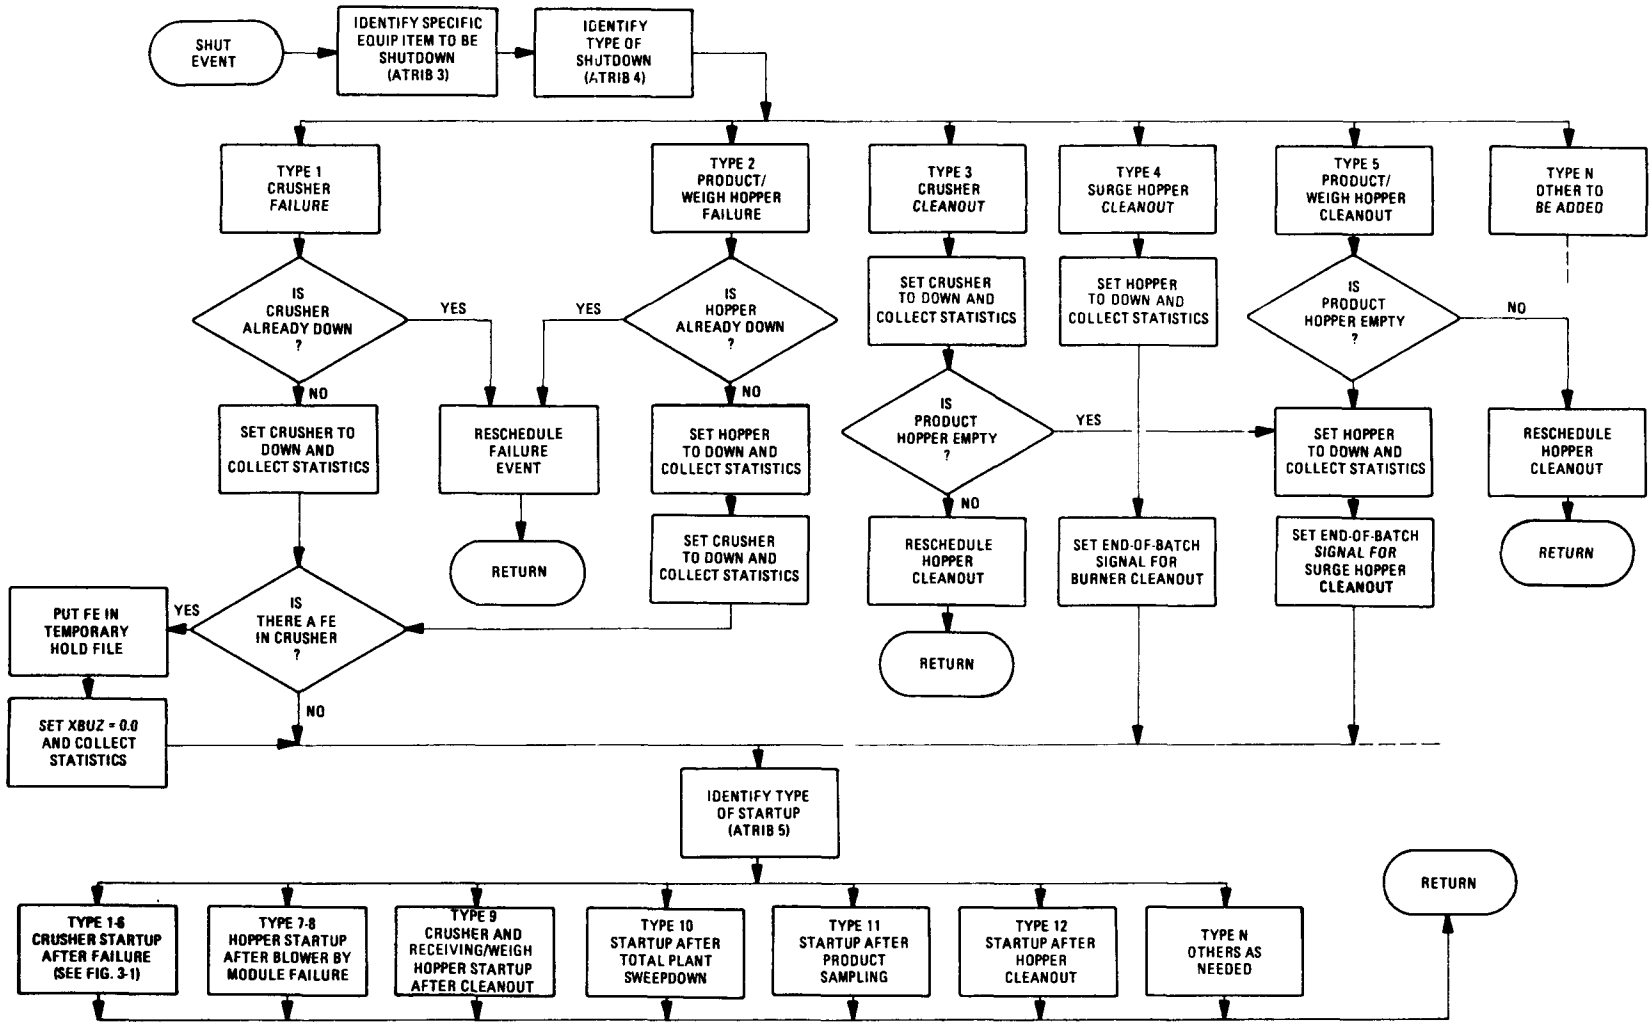 SHUT
EVENT
IDENTIFY SPECIFIC
EQUIP ITEM TO BE
SHUTDOWN
(ATRIB 3)
IDENTIFY
TYPE OF
SHUTDOWN
(ATRIB 4)
TYPE 1
CRUSHER
FAILURE
TYPE 2
PRODUCT/
WEIGH HOPPER
FAILURE
TYPE 3
CRUSHER
CLEANOUT
TYPE 4
SURGE HOPPER
CLEANOUT
TYPE 5
PRODUCT/
WEIGH HOPPER
CLEANOUT
TYPE N
OTHER TO
BE ADDED
IS
CRUSHER
ALREADY DOWN
?
YES
NO
YES
IS
HOPPER
ALREADY DOWN
?
NO
SET CRUSHER
TO DOWN AND
COLLECT STATISTICS
SET HOPPER
TO DOWN AND
COLLECT STATISTICS
IS
PRODUCT
HOPPER EMPTY
?
NO
SET CRUSHER TO
DOWN AND
COLLECT STATISTICS
RESCHEDULE
FAILURE
EVENT
SET HOPPER
TO DOWN AND
COLLECT STATISTICS
IS
PRODUCT
HOPPER EMPTY
?
YES
NO
SET HOPPER
TO DOWN AND
COLLECT STATISTICS
RESCHEDULE
HOPPER
CLEANOUT
RETURN
SET CRUSHER
TO DOWN AND
COLLECT STATISTICS
RESCHEDULE
HOPPER
CLEANOUT
SET END-OF-BATCH
SIGNAL FOR
BURNER CLEANOUT
SET END-OF-BATCH
SIGNAL FOR
SURGE HOPPER
CLEANOUT
RETURN
PUT FE IN
TEMPORARY
HOLD FILE
YES
IS
THERE A FE
IN CRUSHER
?
NO
RETURN
SET XBUZ = 0.0
AND COLLECT
STATISTICS
IDENTIFY TYPE
OF STARTUP
(ATRIB 5)
RETURN
TYPE 1-6
CRUSHER STARTUP
AFTER FAILURE
(SEE FIG. 3-1)
TYPE 7-8
HOPPER STARTUP
AFTER BLOWER BY
MODULE FAILURE
TYPE 9
CRUSHER AND
RECEIVING/WEIGH
HOPPER STARTUP
AFTER CLEANOUT
TYPE 10
STARTUP AFTER
TOTAL PLANT
SWEEPDOWN
TYPE 11
STARTUP AFTER
PRODUCT
SAMPLING
TYPE 12
STARTUP AFTER
HOPPER
CLEANOUT
TYPE N
OTHERS AS
NEEDED